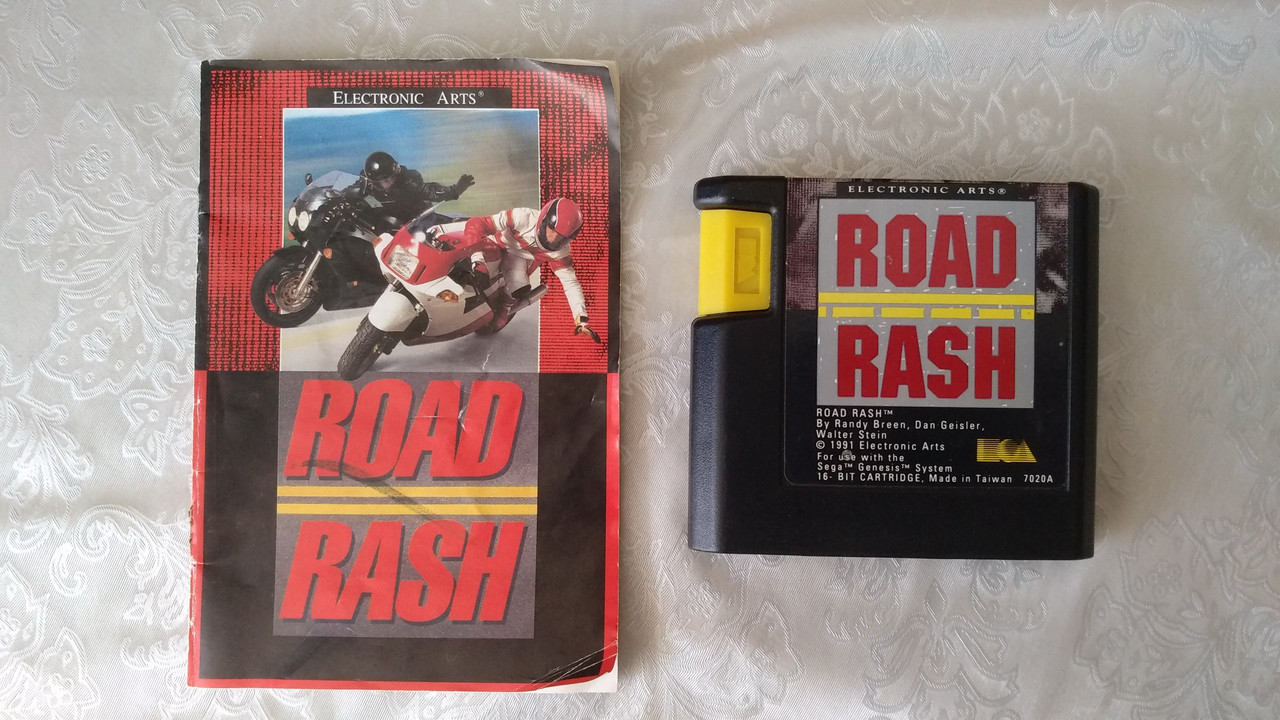 ELECTRONIC ARTS®
ROAD
RASH
ELECTRONIC ARTS®
ROAD
RASH
ROAD RASH™
By Randy Breen, Dan Geisler,
Walter Stein
© 1991 Electronic Arts
For use with the
Sega™ Genesis™ System
16- BIT CARTRIDGE, Made in Taiwan 7020A
EA